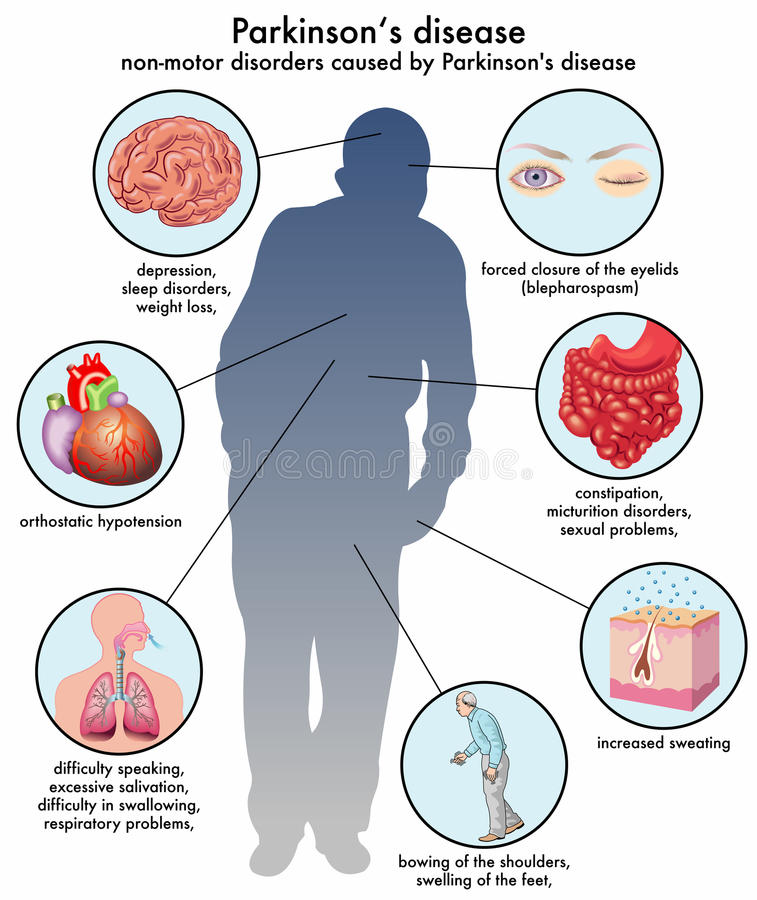 Parkinson‘s disease
non-motor disorders caused by Parkinson's disease
depression,
sleep disorders,
weight loss,
forced closure of the eyelids
(blepharospasm)
orthostatic hypotension
constipation,
micturition disorders,
sexual problems,
dreamstime.com
difficulty speaking,
excessive salivation,
difficulty in swallowing,
respiratory problems,
increased sweating
bowing of the shoulders,
swelling of the feet,